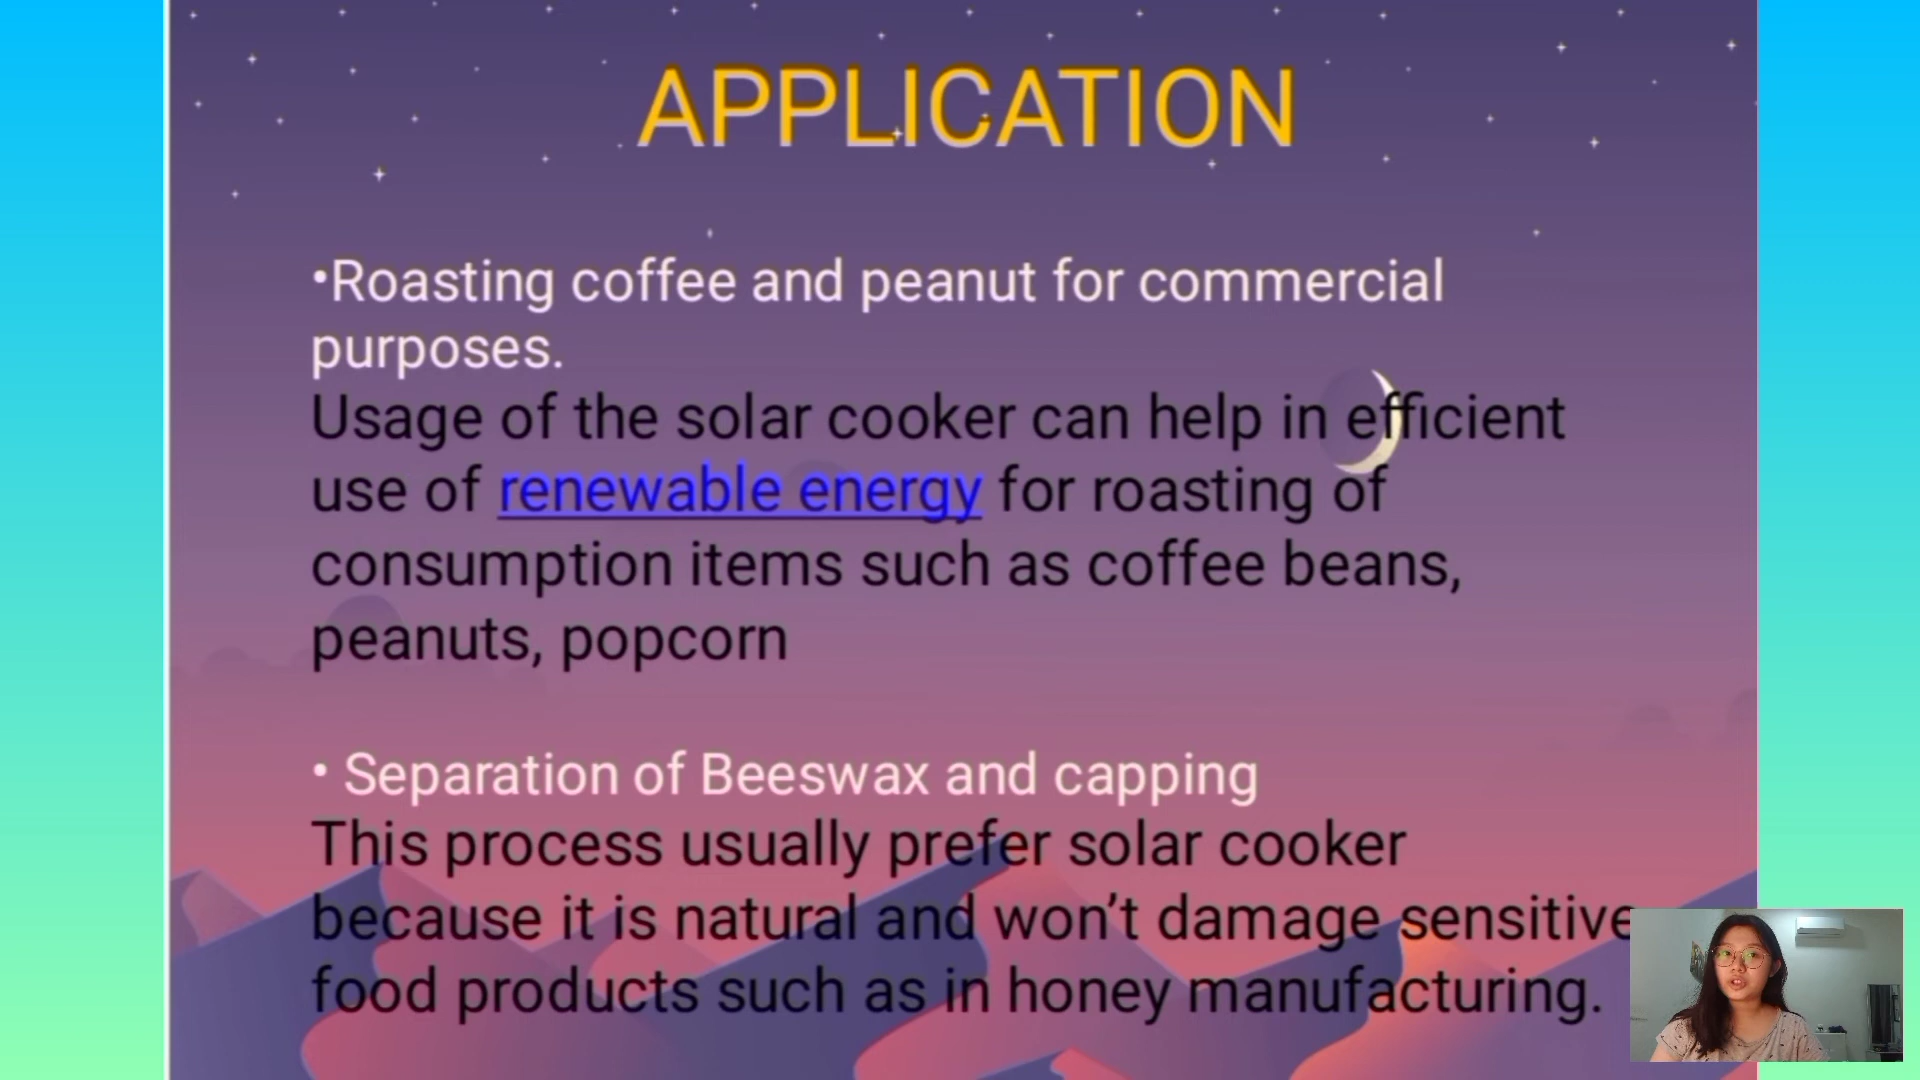 APPLICATION
•Roasting coffee and peanut for commercial
purposes.
Usage of the solar cooker can help in efficient
use of renewable energy for roasting of
consumption items such as coffee beans,
peanuts, popcorn
• Separation of Beeswax and capping
This process usually prefer solar cooker
because it is natural and won’t damage sensitive
food products such as in honey manufacturing.